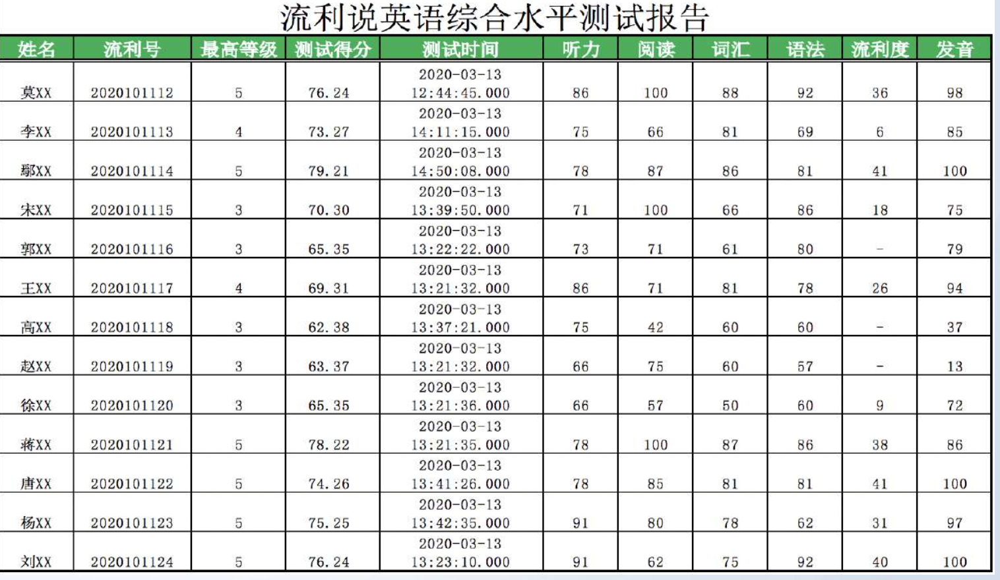 流利说英语综合水平测试报告
姓名 流利号 最高等级 测试得分 测试时间 听力 阅读 词汇 语法 流利度 发音
2020-03-13
莫XX 2020101112 5 76.24 12:44:45.000 86 100 88 92 36 98
2020-03-13
李XX 2020101113 4 73.27 14:11:15.000 75 66 81 69 6 85
2020-03-13
鄢XX 2020101114 5 79.21 14:50:08.000 78 87 86 81 41 100
2020-03-13
宋XX 2020101115 3 70.30 13:39:50.000 71 100 66 86 18 75
2020-03-13
郭XX 2020101116 3 65.35 13:22:22.000 73 71 61 80 - 79
2020-03-13
王XX 2020101117 4 69.31 13:21:32.000 86 71 81 78 26 94
2020-03-13
高XX 2020101118 3 62.38 13:37:21.000 75 42 60 60 - 37
2020-03-13
赵XX 2020101119 3 63.37 13:21:32.000 66 75 60 57 - 13
2020-03-13
徐XX 2020101120 3 65.35 13:21:36.000 66 57 50 60 9 72
2020-03-13
蒋XX 2020101121 5 78.22 13:21:35.000 78 100 87 86 38 86
2020-03-13
唐XX 2020101122 5 74.26 13:41:26.000 78 85 81 81 41 100
2020-03-13
杨XX 2020101123 5 75.25 13:42:35.000 91 80 78 62 31 97
2020-03-13
刘XX 2020101124 5 76.24 13:23:10.000 91 62 75 92 40 100